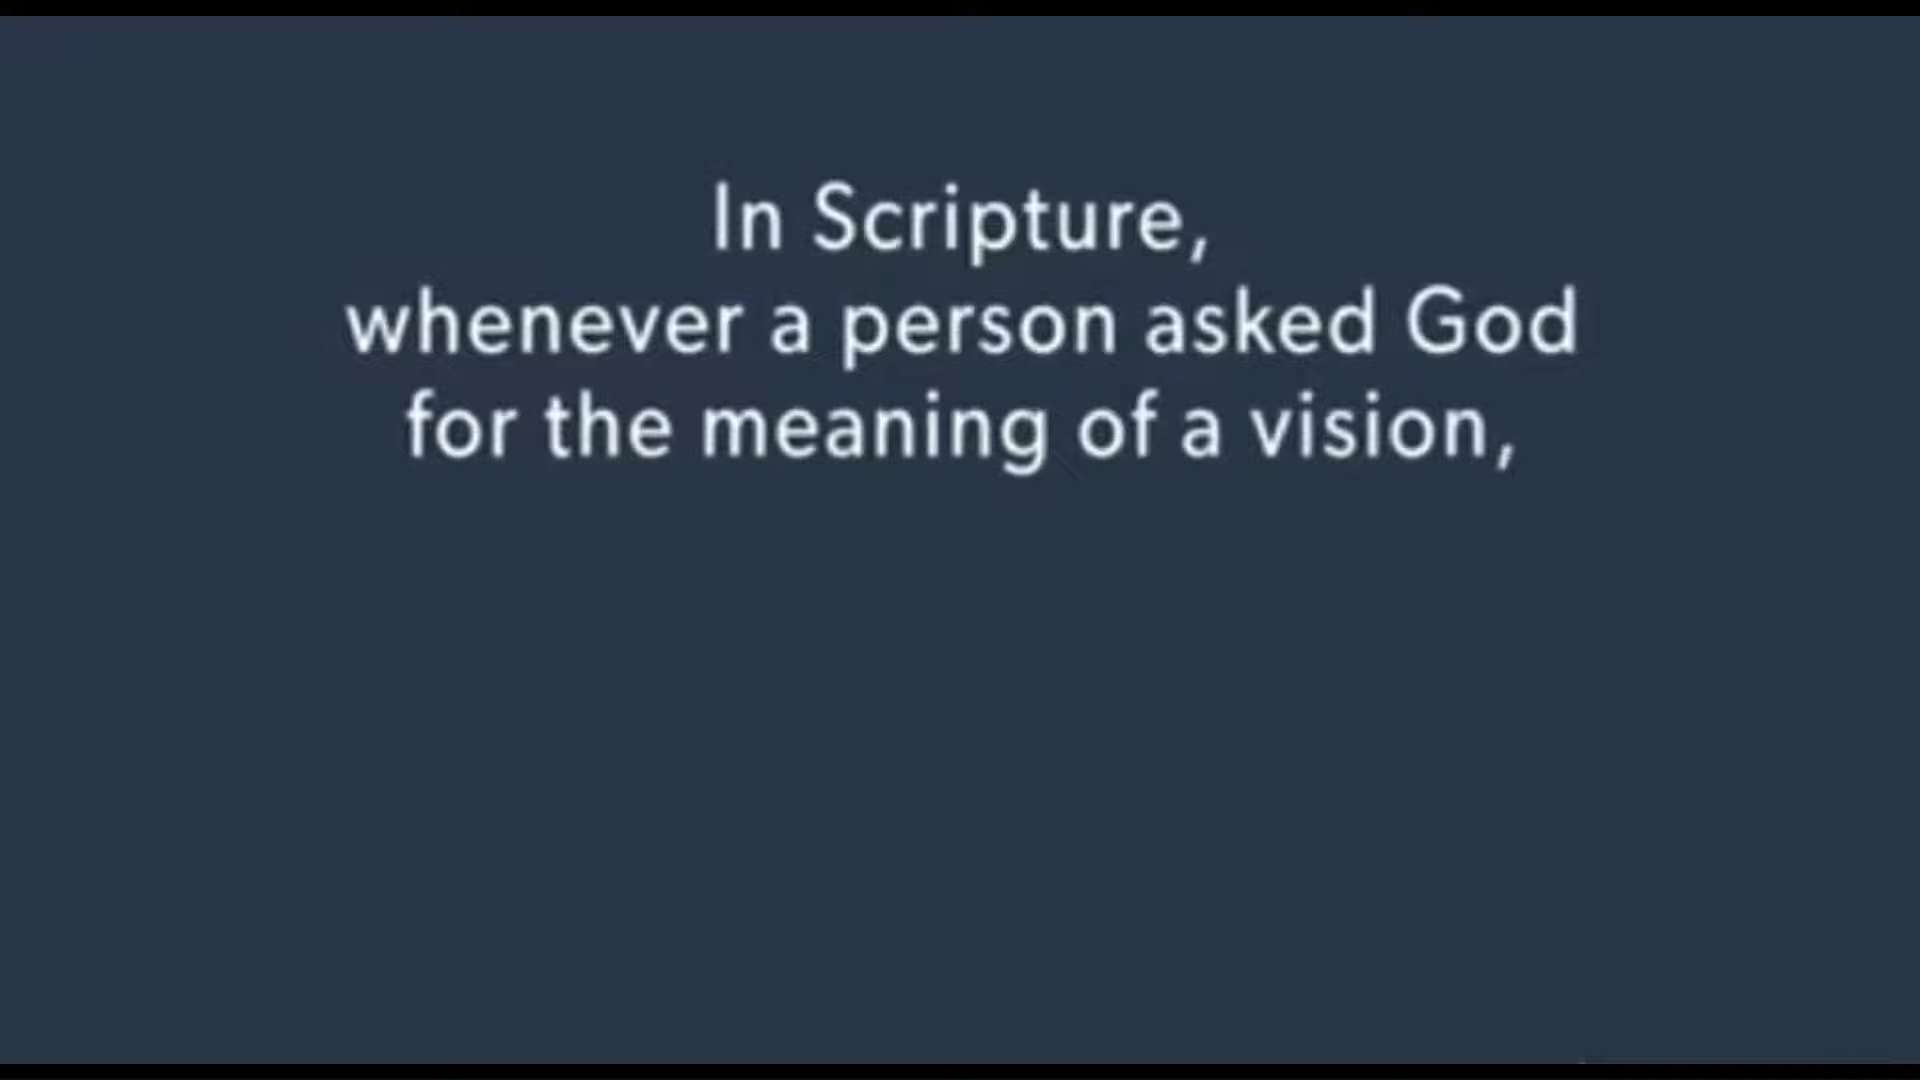 In Scripture,
whenever a person asked God
for the meaning of a vision,